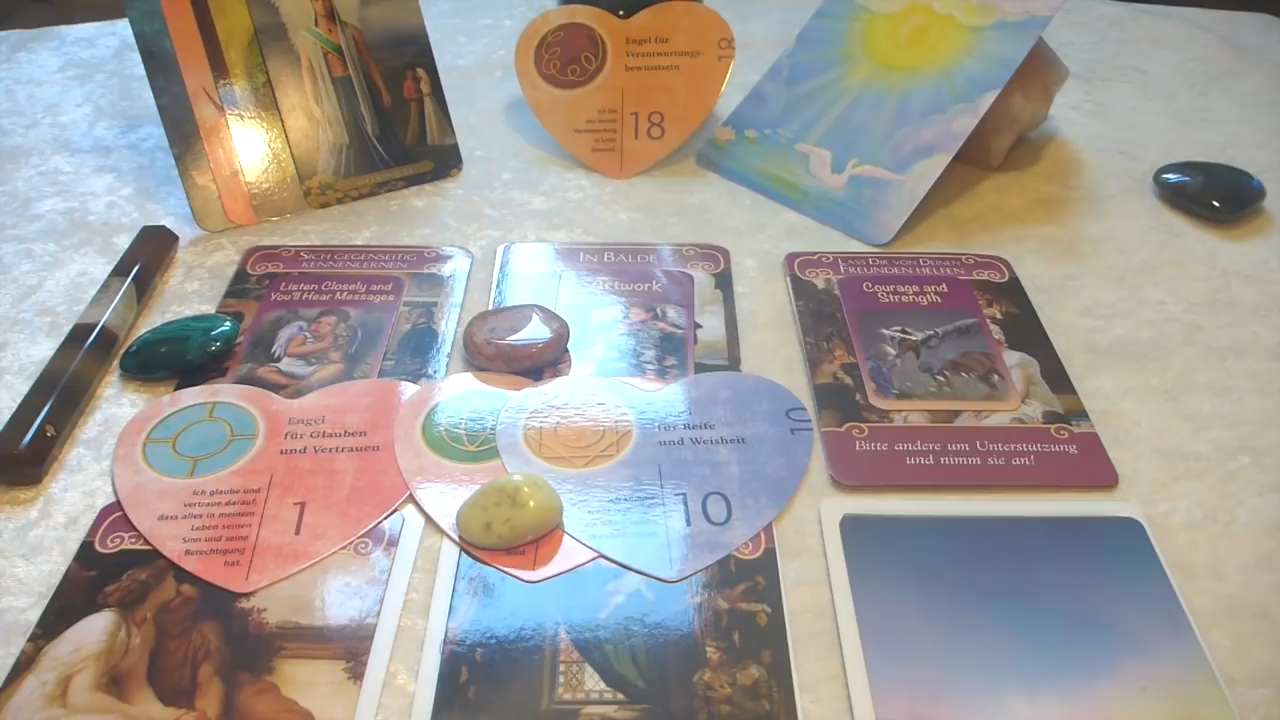 Engel für
Verantwortungs-
bewusstsein
18
18
SICH GEGENSEITIG
KENNENLERNEN
Listen Closely and
You'll Hear Messages
IN BÄLDE
Artwork
LASS DIR VON DEINEN
FREUNDEN HELFEN
Courage and
Strength
Bitte andere um Unterstützung
und nimm sie an!
Engel
für Glauben
und Vertrauen
Ich glaube und
vertraue darauf,
dass alles in meinem
Leben seinen
Sinn und seine
Berechtigung
hat.
1
wird.
für Reife
und Weisheit
10
10